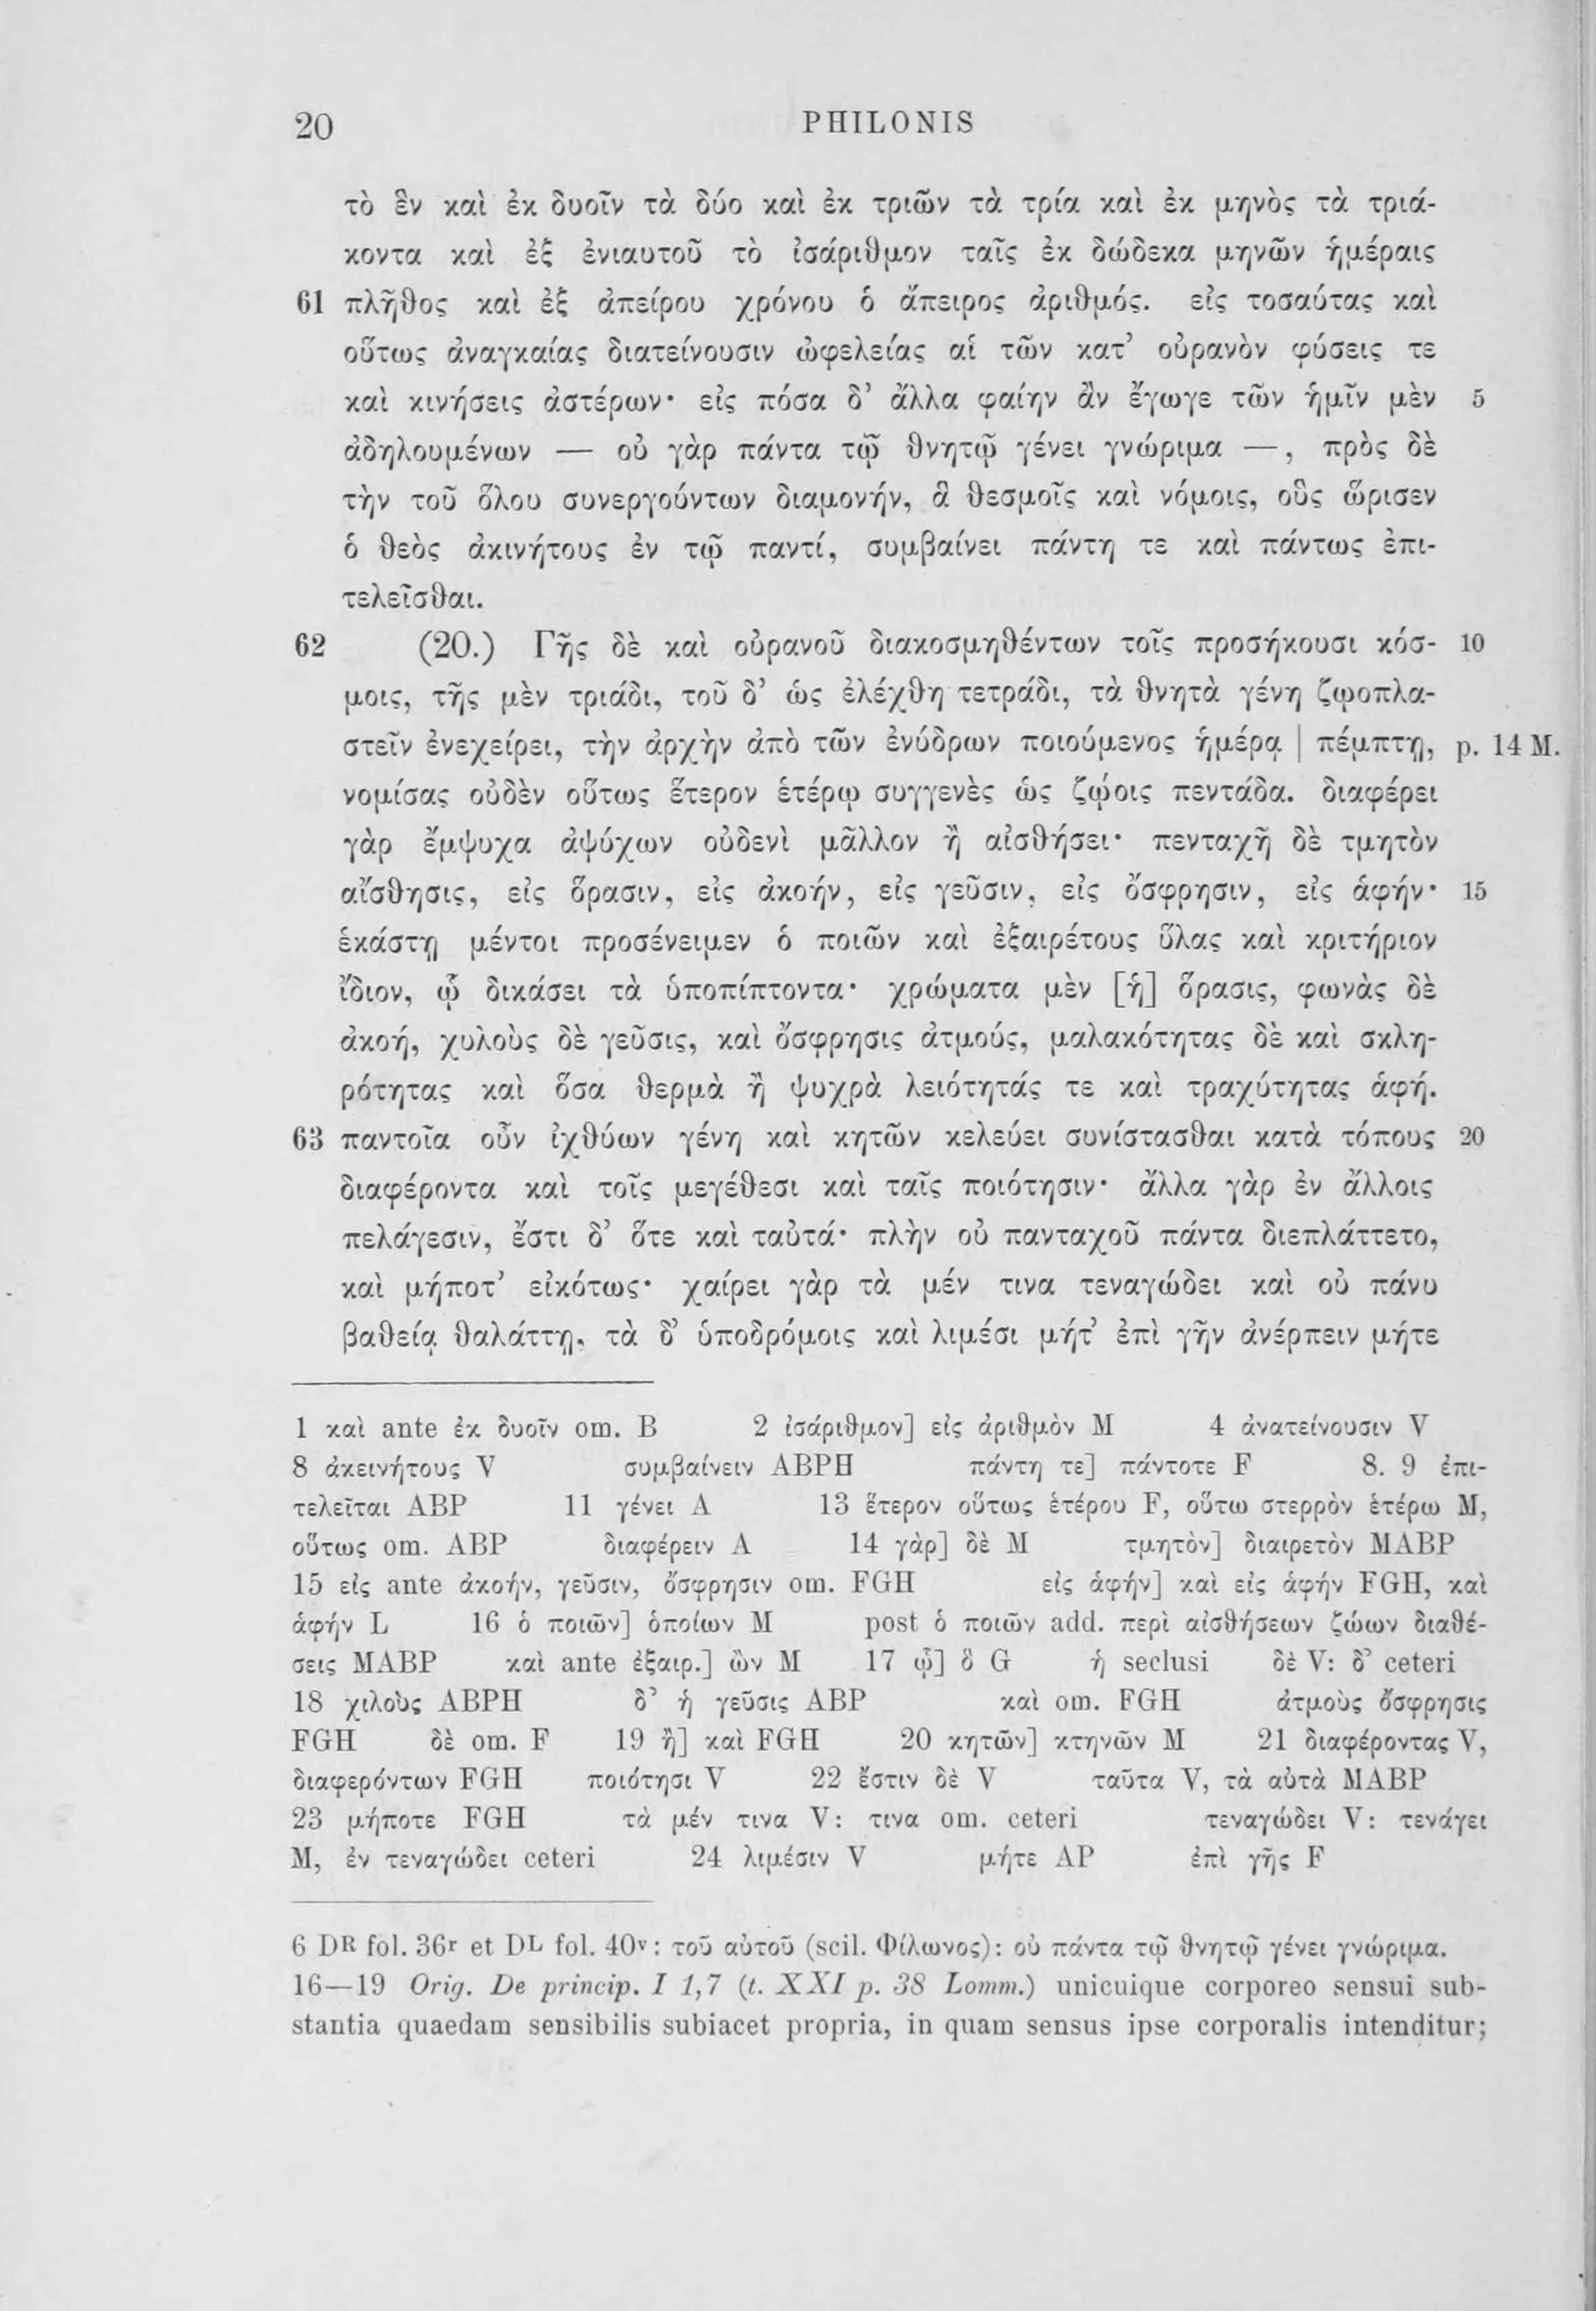 20 PHILONIS
τὸ ἓν καὶ ἐκ δυοῖν τὰ δύο καὶ ἐκ τριῶν τὰ τρία καὶ ἐκ μηνὸς τὰ τριά-
κοντα καὶ ἐξ ἐνιαυτοῦ τὸ ἰσάριθμον ταῖς ἐκ δώδεκα μηνῶν ἡμέραις
61 πλῆθος καὶ ἐξ ἀπείρου χρόνου ὁ ἄπειρος ἀριθμός. εἰς τοσαύτας καὶ
οὕτως ἀναγκαίας διατείνουσιν ὠφελείας αἱ τῶν κατ’ οὐρανὸν φύσεις τε
καὶ κινήσεις ἀστέρων· εἰς πόσα δ’ ἄλλα φαίην ἂν ἔγωγε τῶν ἡμῖν μὲν 5
ἀδηλουμένων — οὐ γὰρ πάντα τῷ θνητῷ γένει γνώριμα —, πρὸς δὲ
τὴν τοῦ ὅλου συνεργούντων διαμονήν, ἃ θεσμοῖς καὶ νόμοις, οὓς ὥρισεν
ὁ θεὸς ἀκινήτους ἐν τῷ παντί, συμβαίνει πάντη τε καὶ πάντως ἐπι-
τελεῖσθαι.
62 (20.) Γῆς δὲ καὶ οὐρανοῦ διακοσμηθέντων τοῖς προσήκουσι κόσ- 10
μοις, τῆς μὲν τριάδι, τοῦ δ’ ὡς ἐλέχθη τετράδι, τὰ θνητὰ γένη ζῳοπλα-
στεῖν ἐνεχείρει, τὴν ἀρχὴν ἀπὸ τῶν ἐνύδρων ποιούμενος ἡμέρᾳ | πέμπτῃ, p. 14 M.
νομίσας οὐδὲν οὕτως ἕτερον ἑτέρῳ συγγενὲς ὡς ζῴοις πεντάδα. διαφέρει
γὰρ ἔμψυχα ἀψύχων οὐδενὶ μᾶλλον ἢ αἰσθήσει· πενταχῆ δὲ τμητὸν
αἴσθησις, εἰς ὅρασιν, εἰς ἀκοήν, εἰς γεῦσιν, εἰς ὄσφρησιν, εἰς ἁφήν· 15
ἑκάστῃ μέντοι προσένειμεν ὁ ποιῶν καὶ ἐξαιρέτους ὕλας καὶ κριτήριον
ἴδιον, ᾧ δικάσει τὰ ὑποπίπτοντα· χρώματα μὲν [ἡ] ὅρασις, φωνὰς δὲ
ἀκοή, χυλοὺς δὲ γεῦσις, καὶ ὄσφρησις ἀτμούς, μαλακότητας δὲ καὶ σκλη-
ρότητας καὶ ὅσα θερμὰ ἢ ψυχρὰ λειότητάς τε καὶ τραχύτητας ἁφή.
63 παντοῖα οὖν ἰχθύων γένη καὶ κητῶν κελεύει συνίστασθαι κατὰ τόπους 20
διαφέροντα καὶ τοῖς μεγέθεσι καὶ ταῖς ποιότησιν· ἄλλα γὰρ ἐν ἄλλοις
πελάγεσιν, ἔστι δ’ ὅτε καὶ ταὐτά· πλὴν οὐ πανταχοῦ πάντα διεπλάττετο,
καὶ μήποτ’ εἰκότως· χαίρει γὰρ τὰ μέν τινα τεναγώδει καὶ οὐ πάνυ
βαθείᾳ θαλάττῃ, τὰ δ’ ὑποδρόμοις καὶ λιμέσι μήτ’ ἐπὶ γῆν ἀνέρπειν μήτε
1 καὶ ante ἐκ δυοῖν om. B 2 ἰσάριθμον] εἰς ἀριθμὸν M 4 ἀνατείνουσιν V
8 ἀκεινήτους V συμβαίνειν ABPH πάντη τε] πάντοτε F 8. 9 ἐπι-
τελεῖται ABP 11 γένει A 13 ἕτερον οὕτως ἑτέρου F, οὕτω στερρὸν ἑτέρω M,
οὕτως om. ABP διαφέρειν A 14 γὰρ] δὲ M τμητὸν] διαιρετὸν MABP
15 εἰς ante ἀκοήν, γεῦσιν, ὄσφρησιν om. FGH εἰς ἁφήν] καὶ εἰς ἁφήν FGH, καὶ
ἁφήν L 16 ὁ ποιῶν] ὁποίων M post ὁ ποιῶν add. περὶ αἰσθήσεων ζώων διαθέ-
σεις MABP καὶ ante ἐξαιρ.] ὧν M 17 ᾧ] ὃ G ἡ seclusi δὲ V: δ’ ceteri
18 χιλοὺς ABPH δ’ ἡ γεῦσις ABP καὶ om. FGH ἀτμοὺς ὄσφρησις
FGH δὲ om. F 19 ἢ] καὶ FGH 20 κητῶν] κτηνῶν M 21 διαφέροντας V,
διαφερόντων FGH ποιότησι V 22 ἔστιν δὲ V ταῦτα V, τὰ αὐτὰ MABP
23 μήποτε FGH τὰ μέν τινα V: τινα om. ceteri τεναγώδει V: τενάγει
M, ἐν τεναγώδει ceteri 24 λιμέσιν V μήτε AP ἐπὶ γῆς F
6 DR fol. 36r et DL fol. 40v: τοῦ αὐτοῦ (scil. Φίλωνος): οὐ πάντα τῷ θνητῷ γένει γνώριμα.
16—19 Orig. De princip. I 1,7 (t. XXI p. 38 Lomm.) unicuique corporeo sensui sub-
stantia quaedam sensibilis subiacet propria, in quam sensus ipse corporalis intenditur;